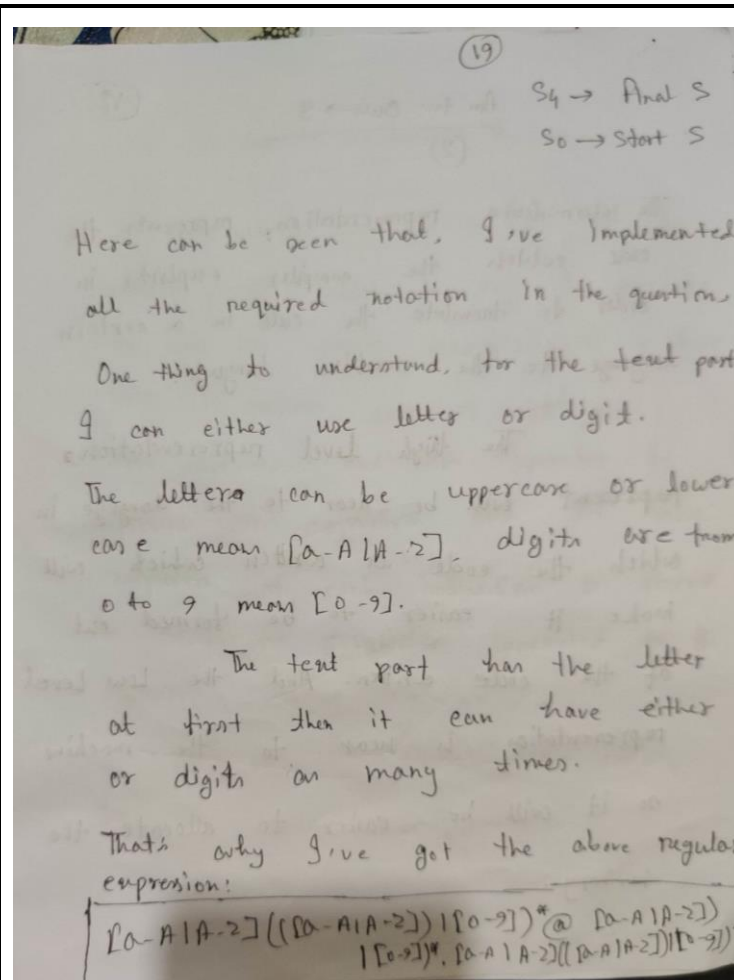 19
S4 → Final S
S0 → Start S
Here can be seen that, I've implemented
all the required notation in the question.
One thing to understand, for the text part
I can either use letter or digit.
The letters can be uppercase or lower
case mean [a-A|A-Z]. digits are from
0 to 9 mean [0-9].
The text part has the letter
at first then it can have either
or digits as many times.
That's why I've got the above regular
expression:
[a-A|A-Z](([a-A|A-Z])|[0-9])*@ [a-A|A-Z])
|[0-9])*. [a-A|A-Z](([a-A|A-Z])|[0-9])